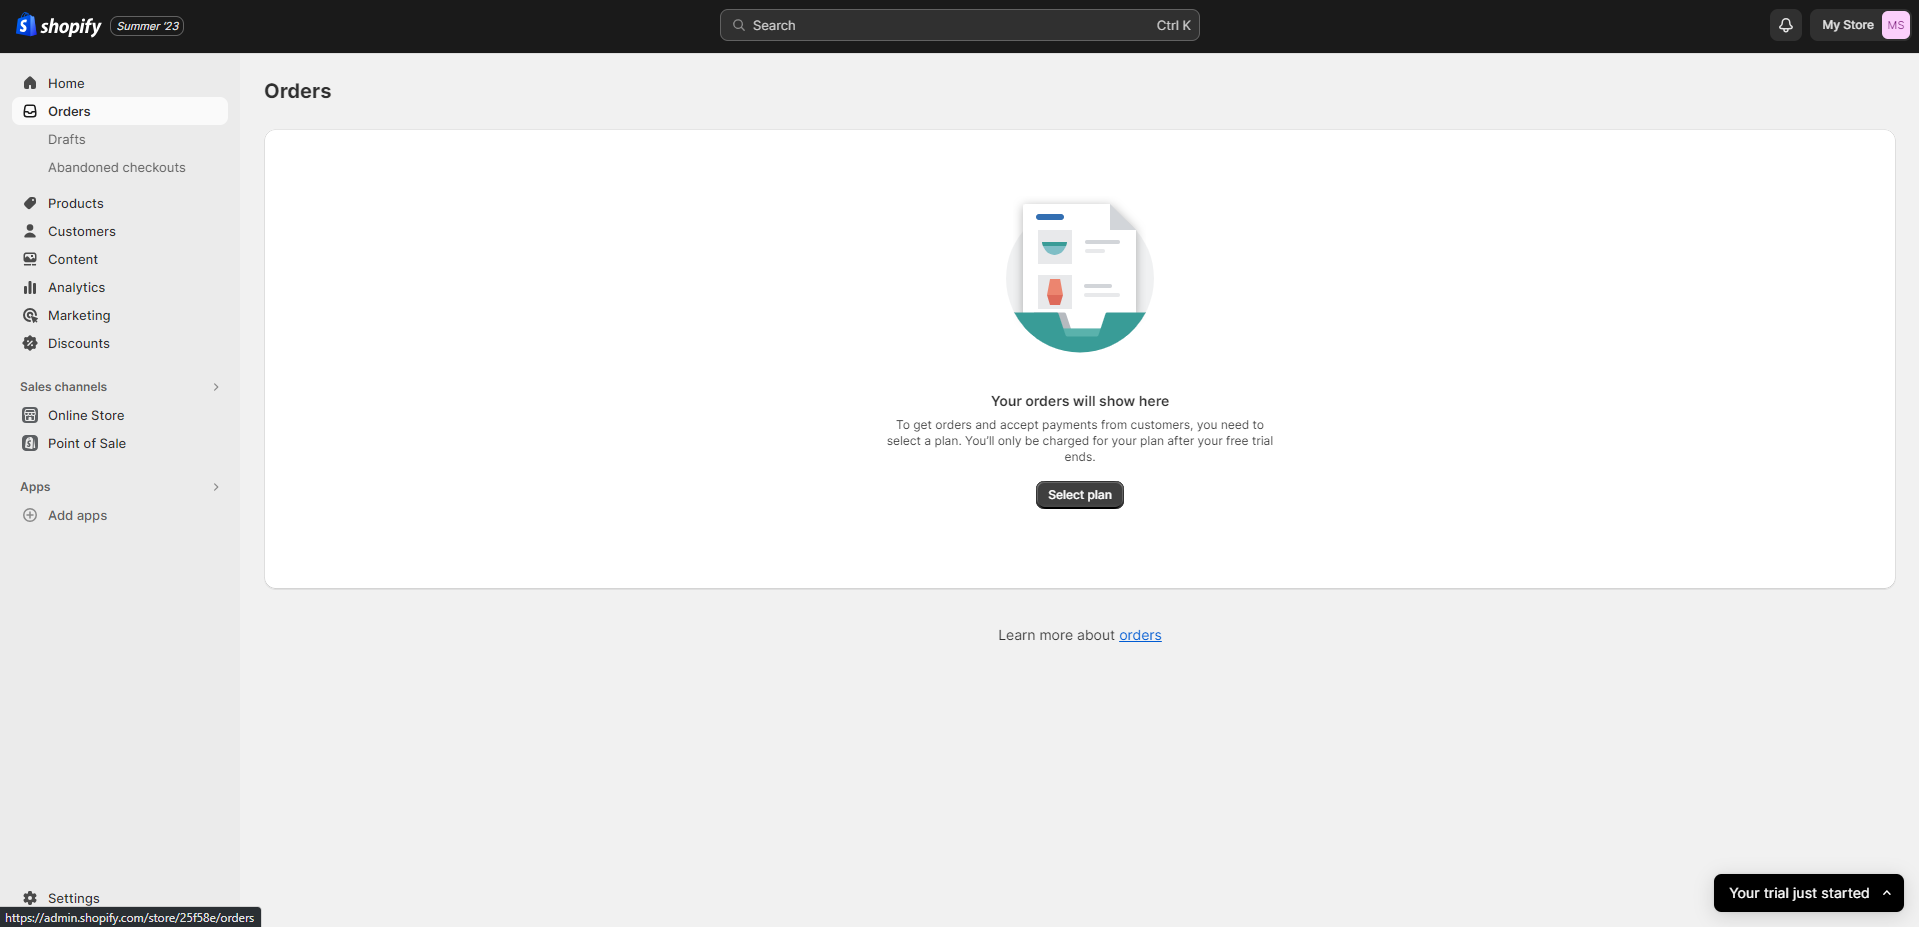 shopify
Summer '23
Search
Ctrl K
My Store
MS
Home
Orders
Drafts
Abandoned checkouts
Products
Customers
Content
Analytics
Marketing
Discounts
Sales channels
Online Store
Point of Sale
Apps
Add apps
Settings
https://admin.shopify.com/store/25f58e/orders
Orders
Your orders will show here
To get orders and accept payments from customers, you need to
select a plan. You'll only be charged for your plan after your free trial
ends.
Select plan
Learn more about orders
Your trial just started